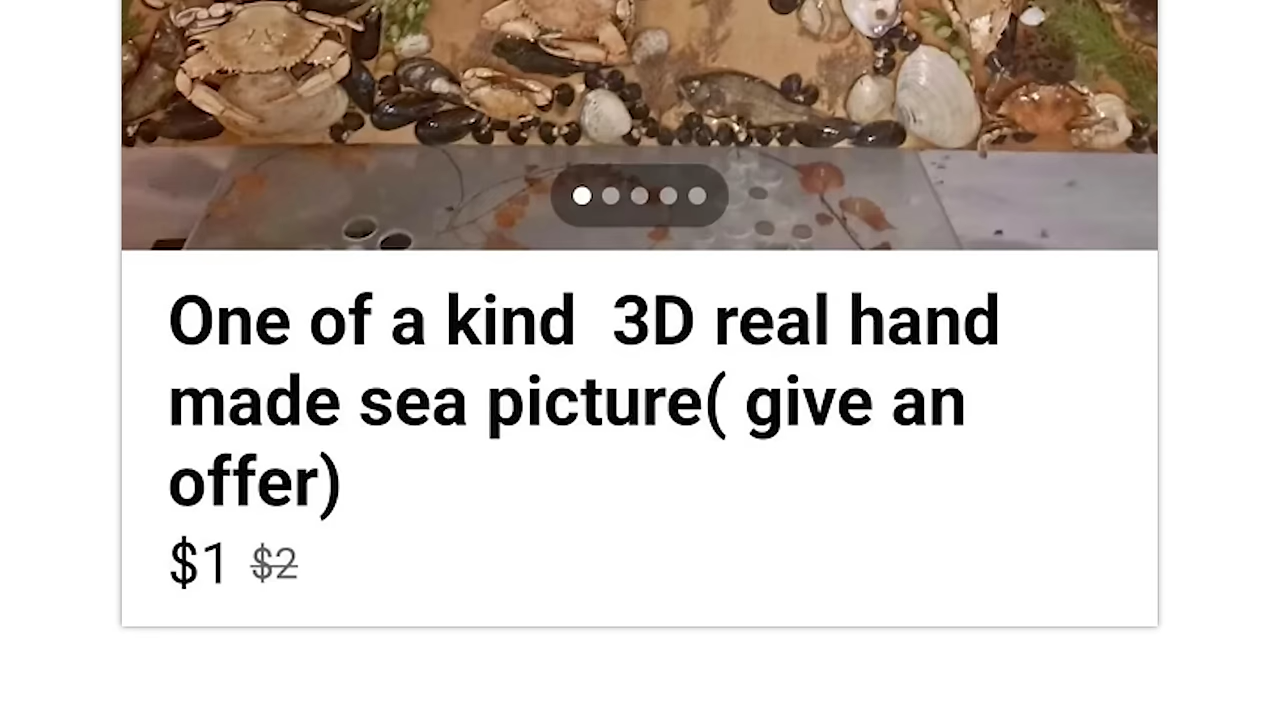 One of a kind  3D real hand
made sea picture( give an
offer)
$1 $2